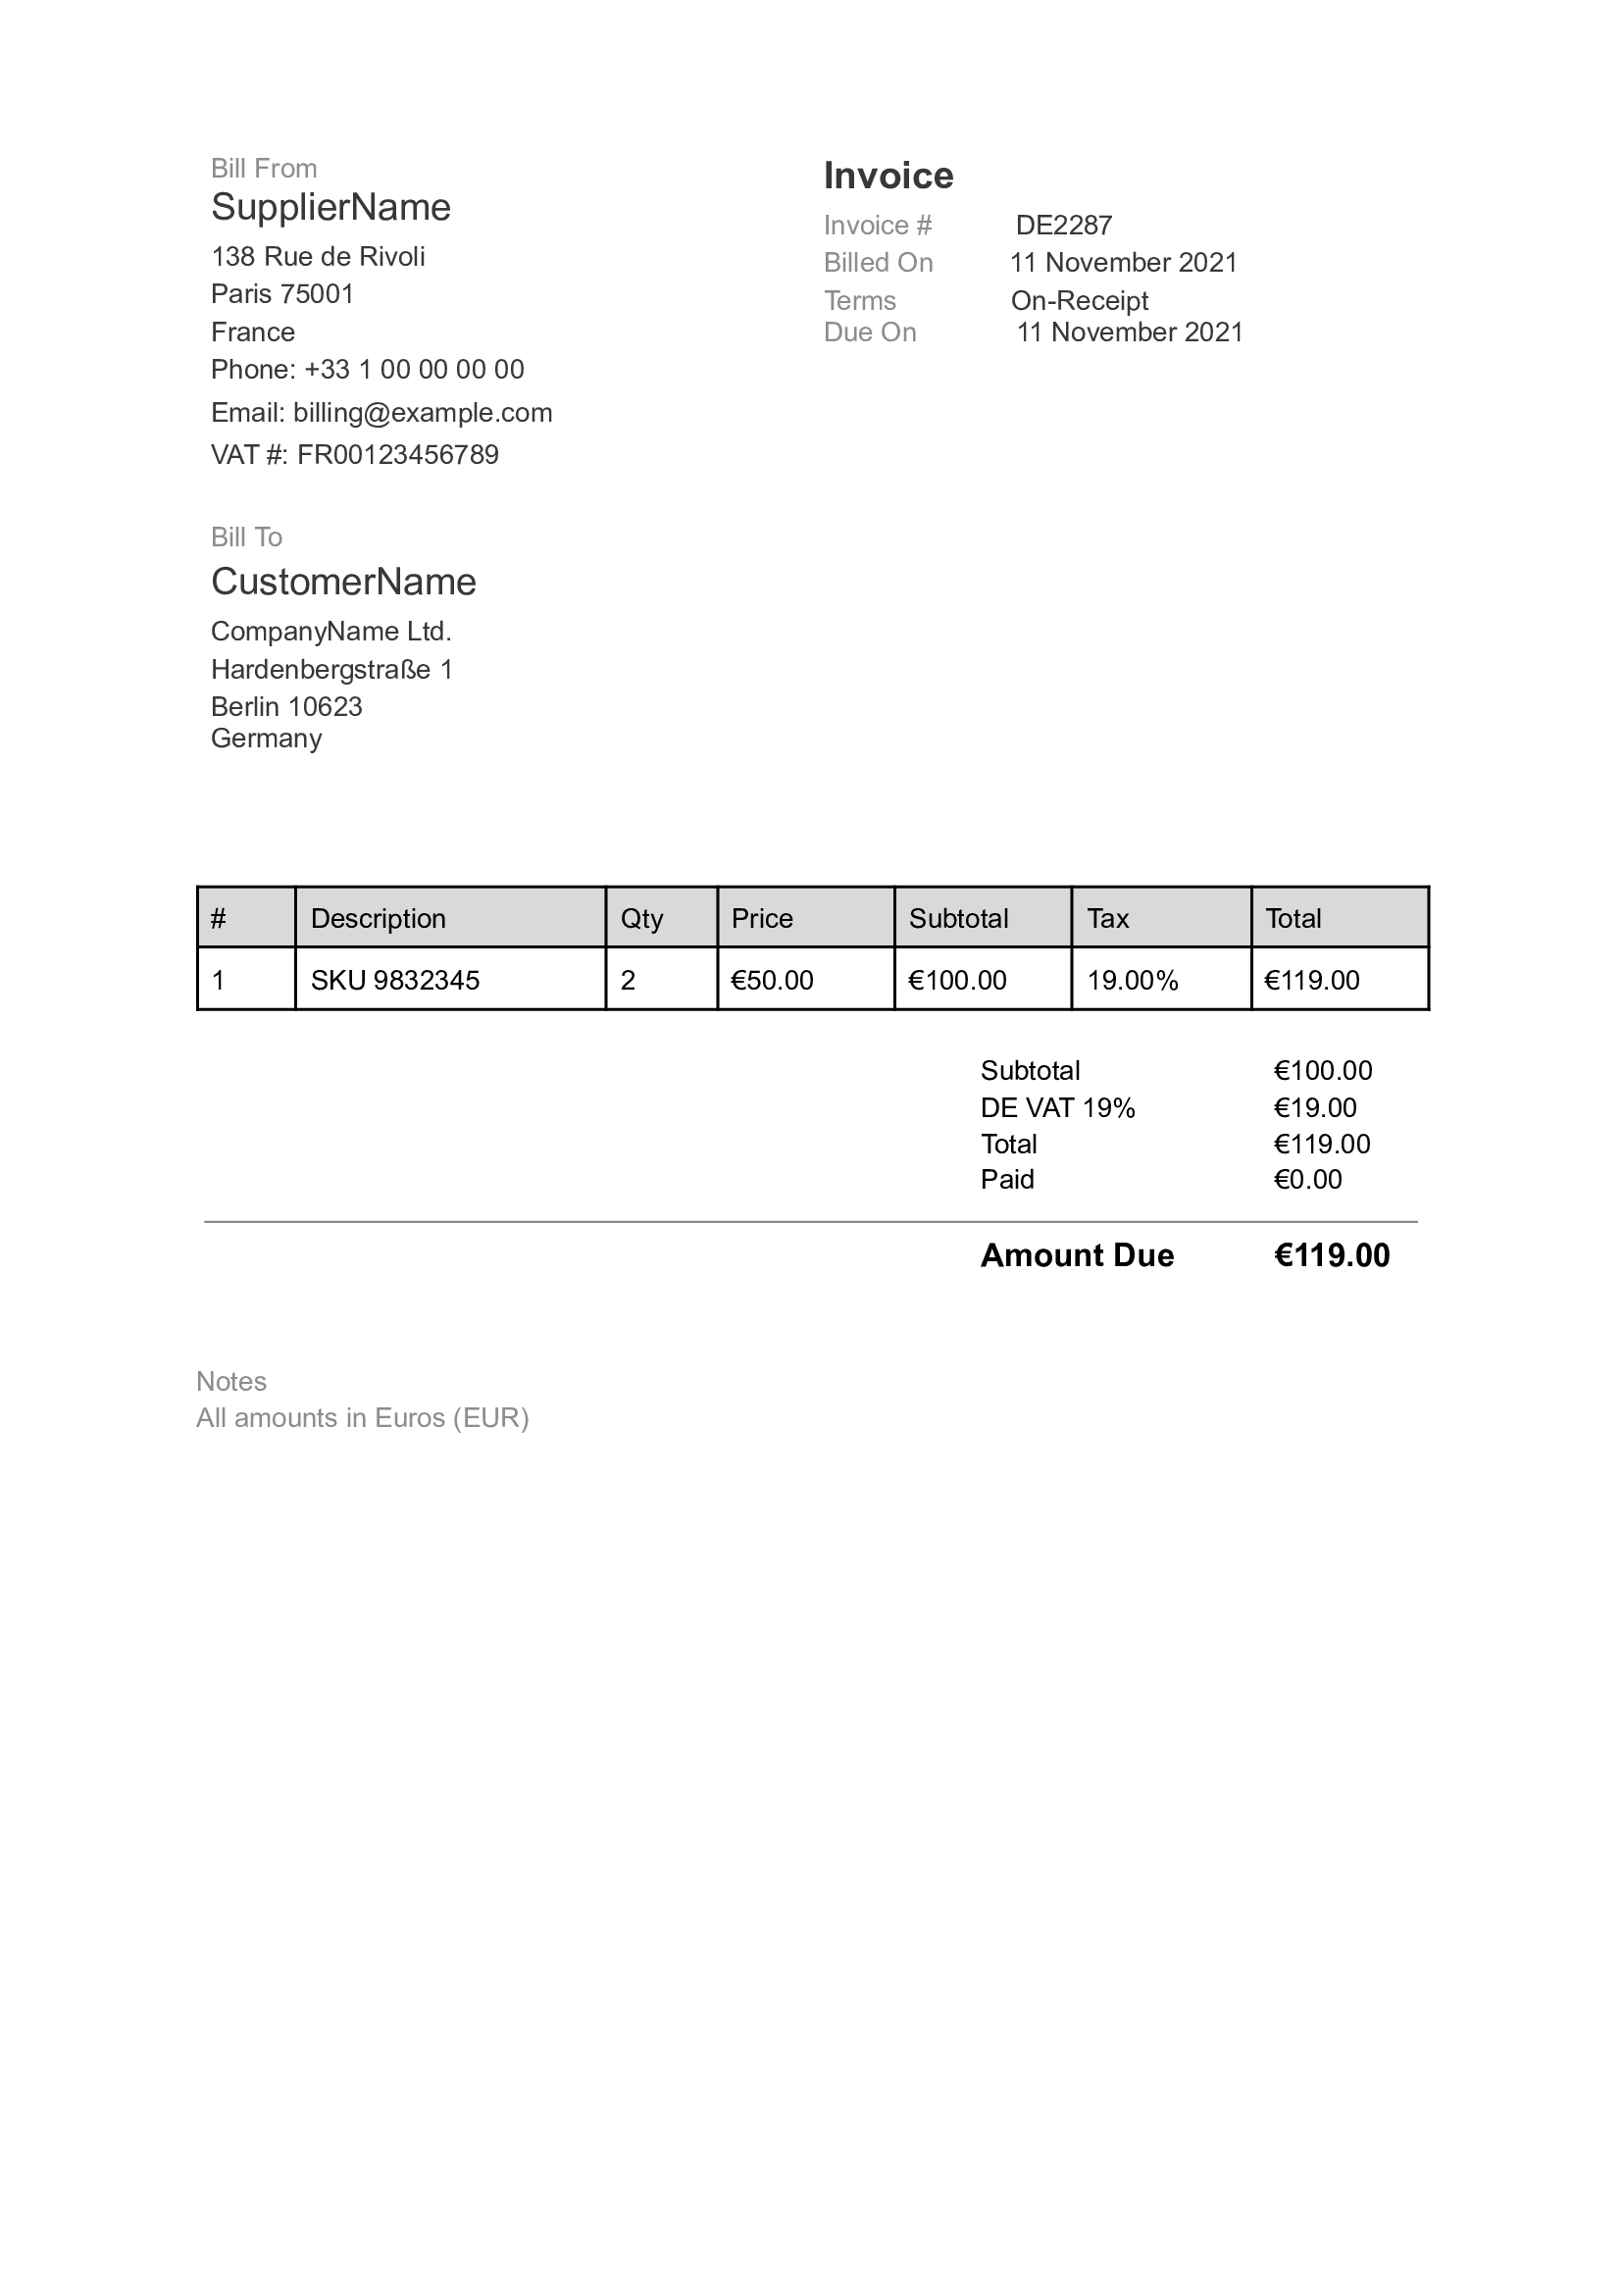 Bill From
SupplierName
138 Rue de Rivoli
Paris 75001
France
Phone: +33 1 00 00 00 00
Email: billing@example.com
VAT #: FR00123456789
Invoice
Invoice # DE2287
Billed On 11 November 2021
Terms On-Receipt
Due On 11 November 2021
Bill To
CustomerName
CompanyName Ltd.
Hardenbergstraße 1
Berlin 10623
Germany
# Description Qty Price Subtotal Tax Total
1 SKU 9832345 2 €50.00 €100.00 19.00% €119.00
Subtotal €100.00
DE VAT 19% €19.00
Total €119.00
Paid €0.00
Amount Due €119.00
Notes
All amounts in Euros (EUR)